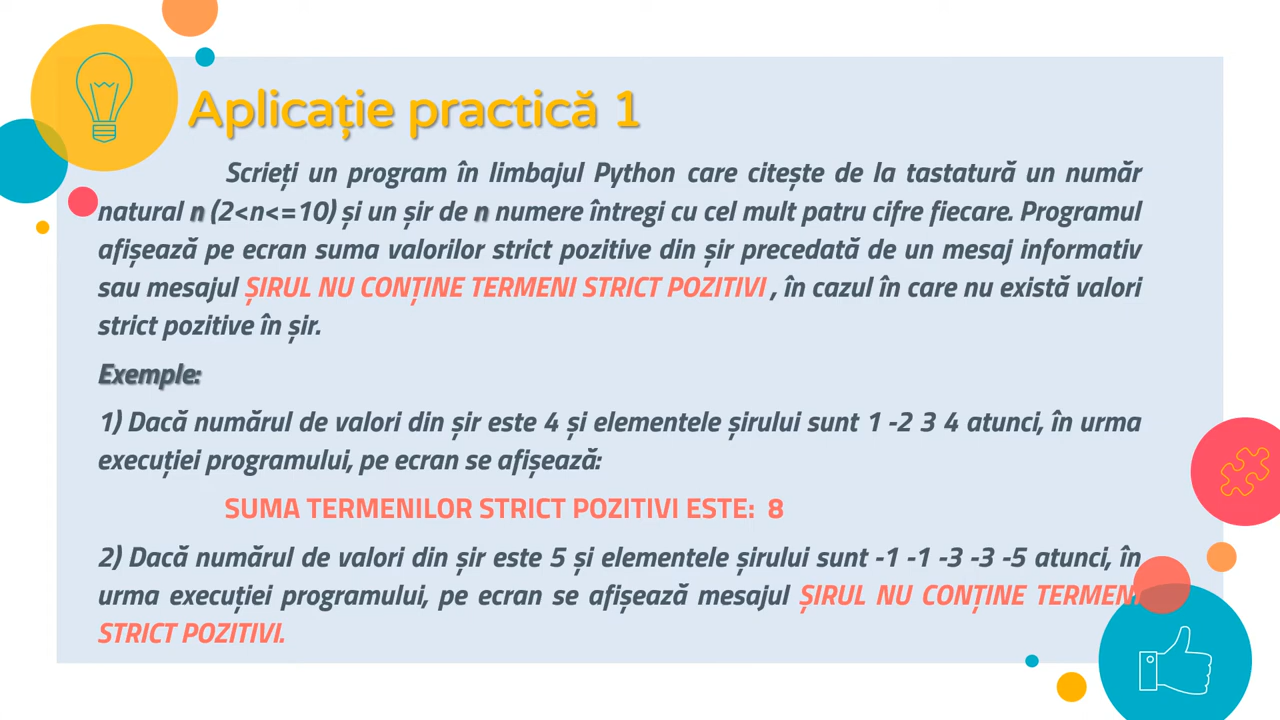 Aplicație practică 1
Scrieți un program în limbajul Python care citește de la tastatură un număr
natural n (2<n<=10) și un șir de n numere întregi cu cel mult patru cifre fiecare. Programul
afișează pe ecran suma valorilor strict pozitive din șir precedată de un mesaj informativ
sau mesajul ȘIRUL NU CONȚINE TERMENI STRICT POZITIVI , în cazul în care nu există valori
strict pozitive în șir.
Exemple:
1) Dacă numărul de valori din șir este 4 și elementele șirului sunt 1 -2 3 4 atunci, în urma
execuției programului, pe ecran se afișează:
SUMA TERMENILOR STRICT POZITIVI ESTE: 8
2) Dacă numărul de valori din șir este 5 și elementele șirului sunt -1 -1 -3 -3 -5 atunci, în
urma execuției programului, pe ecran se afișează mesajul ȘIRUL NU CONȚINE TERMENI
STRICT POZITIVI.